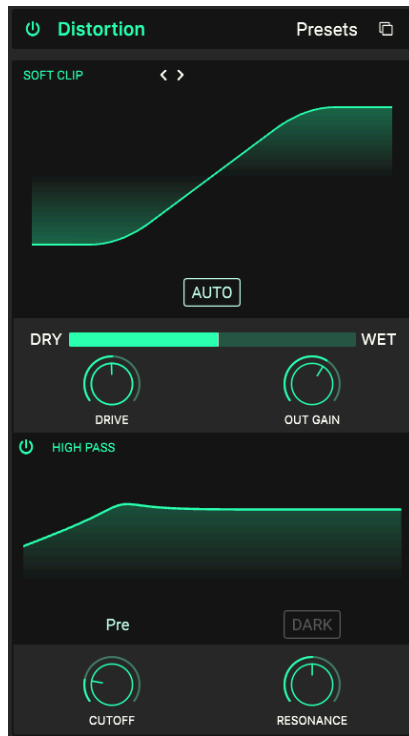 Distortion Presets
SOFT CLIP < >
AUTO
DRY WET
DRIVE OUT GAIN
HIGH PASS
Pre DARK
CUTOFF RESONANCE